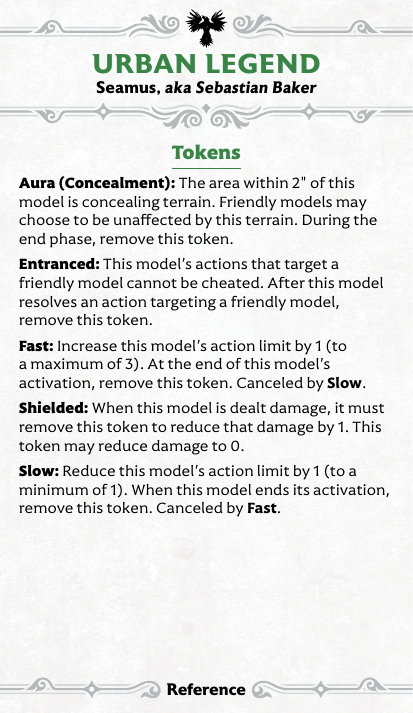 URBAN LEGEND
Seamus, aka Sebastian Baker
Tokens
Aura (Concealment): The area within 2" of this
model is concealing terrain. Friendly models may
choose to be unaffected by this terrain. During the
end phase, remove this token.
Entranced: This model's actions that target a
friendly model cannot be cheated. After this model
resolves an action targeting a friendly model,
remove this token.
Fast: Increase this model's action limit by 1 (to
a maximum of 3). At the end of this model's
activation, remove this token. Canceled by Slow.
Shielded: When this model is dealt damage, it must
remove this token to reduce that damage by 1. This
token may reduce damage to 0.
Slow: Reduce this model's action limit by 1 (to a
minimum of 1). When this model ends its activation,
remove this token. Canceled by Fast.
Reference